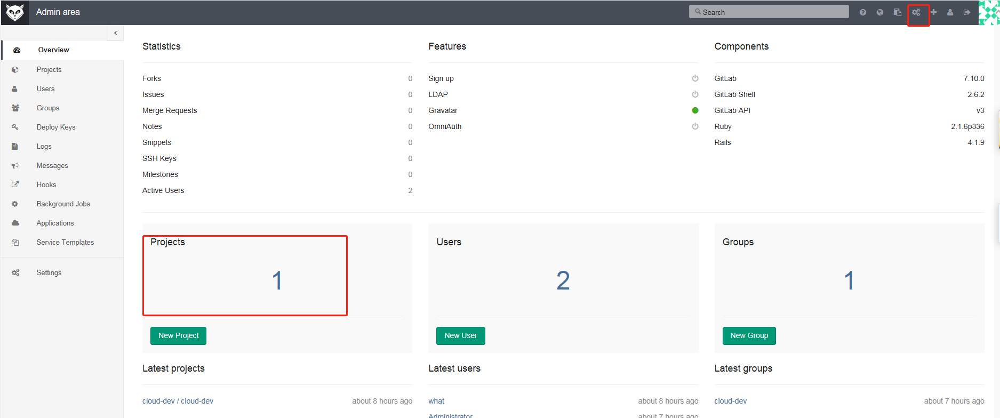 Admin area
Search
Overview
Projects
Users
Groups
Deploy Keys
Logs
Messages
Hooks
Background Jobs
Applications
Service Templates
Settings
Statistics
Forks 0
Issues 0
Merge Requests 0
Notes 0
Snippets 0
SSH Keys 0
Milestones 0
Active Users 2
Features
Sign up
LDAP
Gravatar
OmniAuth
Components
GitLab 7.10.0
GitLab Shell 2.6.2
GitLab API v3
Ruby 2.1.6p336
Rails 4.1.9
Projects
1
New Project
Users
2
New User
Groups
1
New Group
Latest projects
cloud-dev / cloud-dev about 8 hours ago
Latest users
what about 8 hours ago
Administrator about 7 hours ago
Latest groups
cloud-dev about 7 hours ago